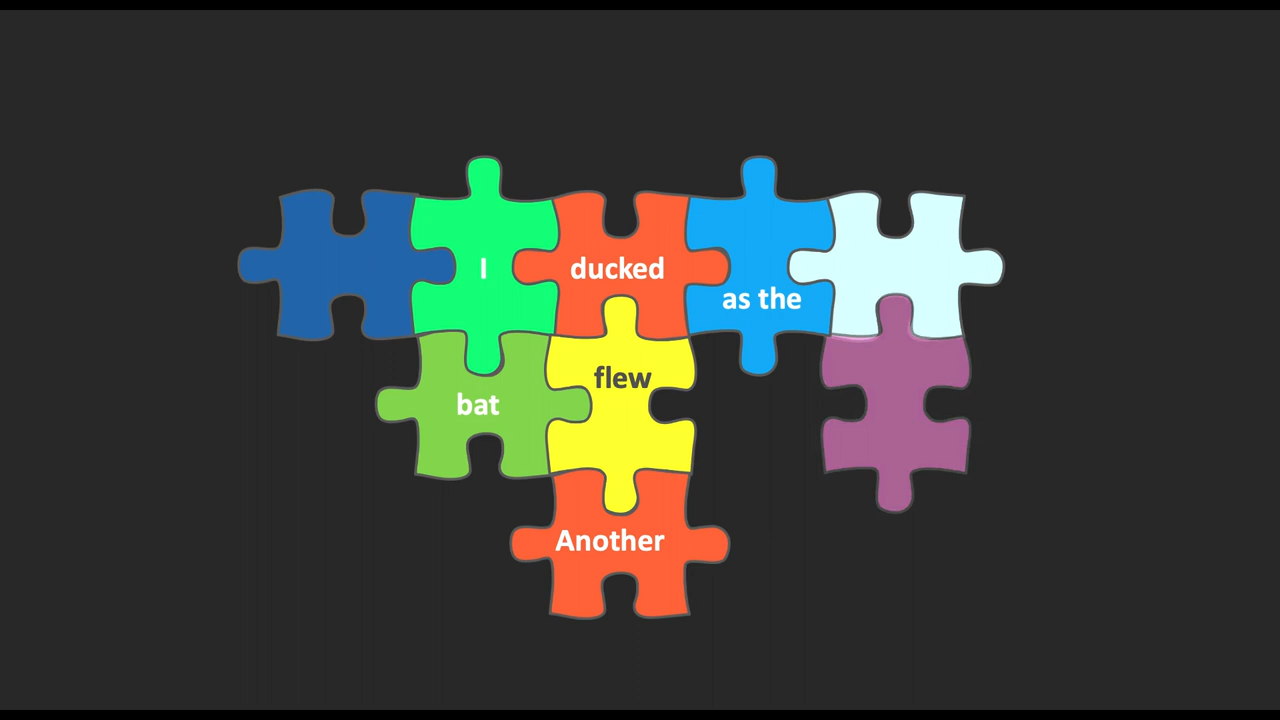 I
ducked
as the
bat
flew
Another